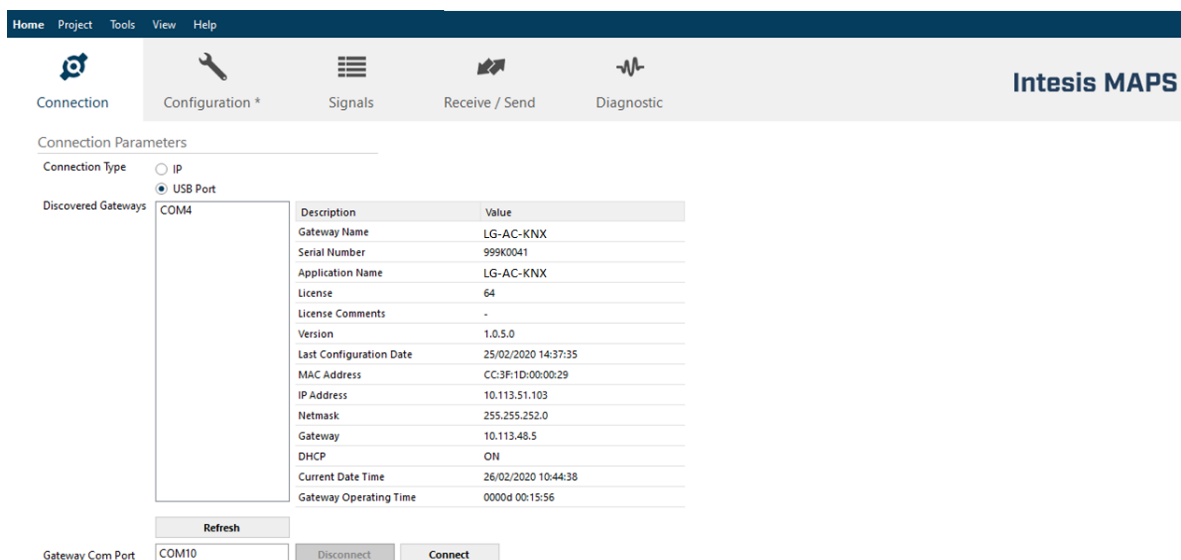 Home Project Tools View Help
Connection Configuration * Signals Receive / Send Diagnostic
Intesis MAPS
Connection Parameters
Connection Type IP
USB Port
Discovered Gateways COM4
Description Value
Gateway Name LG-AC-KNX
Serial Number 999K0041
Application Name LG-AC-KNX
License 64
License Comments -
Version 1.0.5.0
Last Configuration Date 25/02/2020 14:37:35
MAC Address CC:3F:1D:00:00:29
IP Address 10.113.51.103
Netmask 255.255.252.0
Gateway 10.113.48.5
DHCP ON
Current Date Time 26/02/2020 10:44:38
Gateway Operating Time 0000d 00:15:56
Refresh
Gateway Com Port COM10 Disconnect Connect